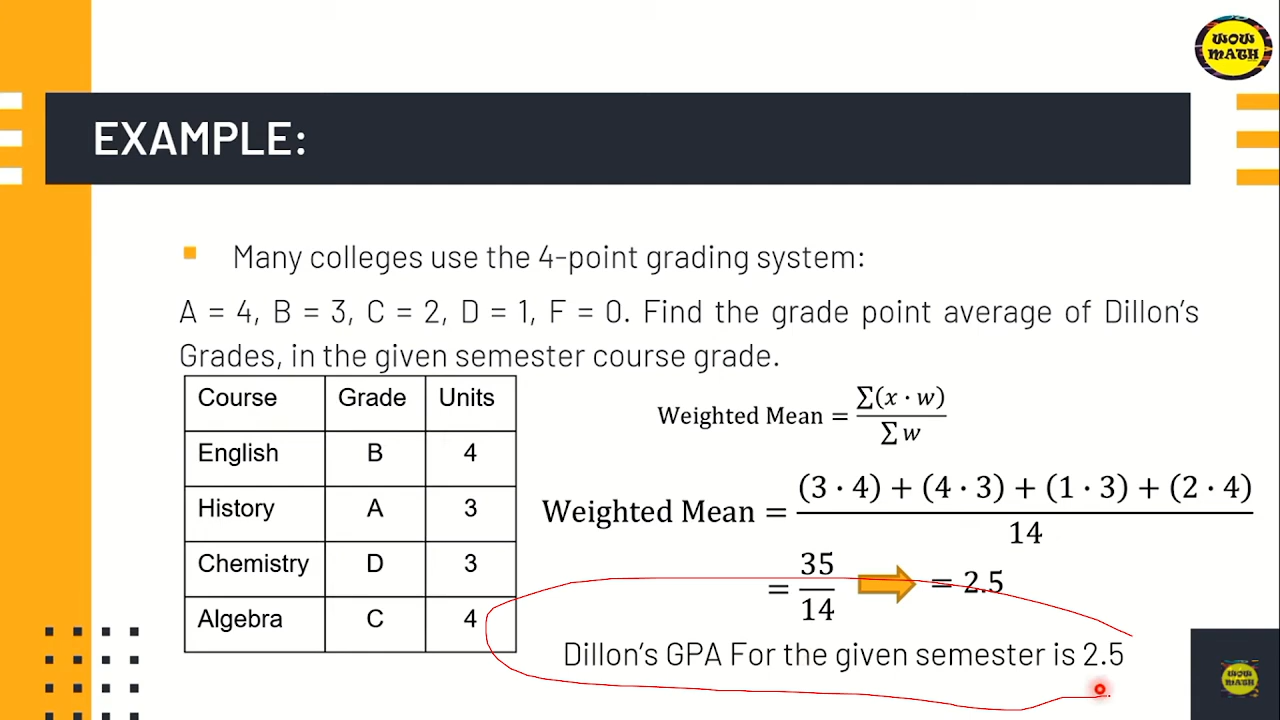 WOW
MATH
EXAMPLE:
Many colleges use the 4-point grading system:
A = 4, B = 3, C = 2, D = 1, F = 0. Find the grade point average of Dillon's
Grades, in the given semester course grade.
Course Grade Units
English B 4
History A 3
Chemistry D 3
Algebra C 4
Weighted Mean = ∑(x · w) / ∑ w
Weighted Mean = (3 · 4) + (4 · 3) + (1 · 3) + (2 · 4) / 14
= 35 / 14 = 2.5
Dillon's GPA For the given semester is 2.5
WOW
MATH